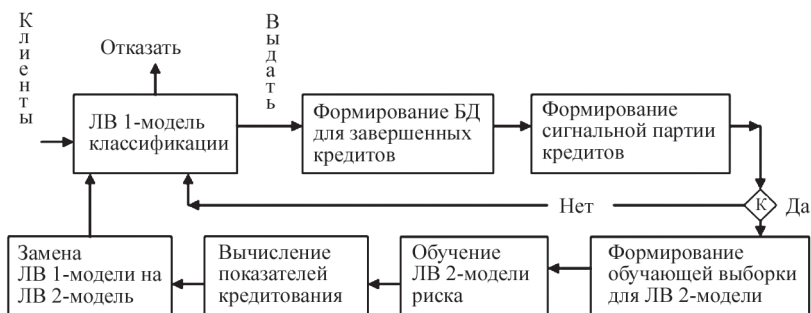 Клиенты
Отказать
Выдать
ЛВ 1-модель
классификации
Формирование БД
для завершенных
кредитов
Формирование
сигнальной партии
кредитов
Нет
К
Да
Замена
ЛВ 1-модели на
ЛВ 2-модель
Вычисление
показателей
кредитования
Обучение
ЛВ 2-модели
риска
Формирование
обучающей выборки
для ЛВ 2-модели